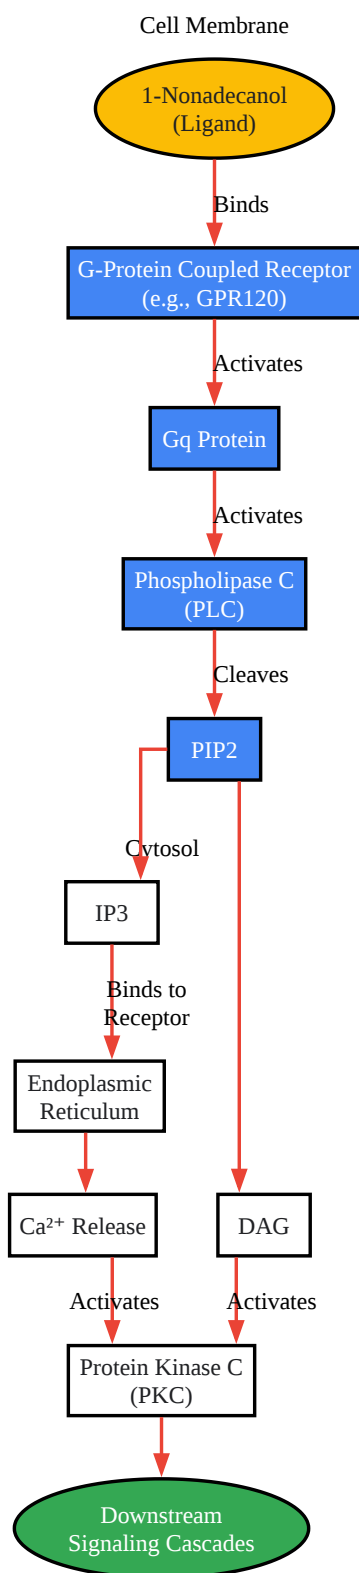 Cell Membrane
1-Nonadecanol
(Ligand)
Binds
G-Protein Coupled Receptor
(e.g., GPR120)
Activates
Gq Protein
Activates
Phospholipase C
(PLC)
Cleaves
PIP2
Cytosol
IP3
Binds to
Receptor
Endoplasmic
Reticulum
Ca²⁺ Release
DAG
Activates
Activates
Protein Kinase C
(PKC)
Downstream
Signaling Cascades